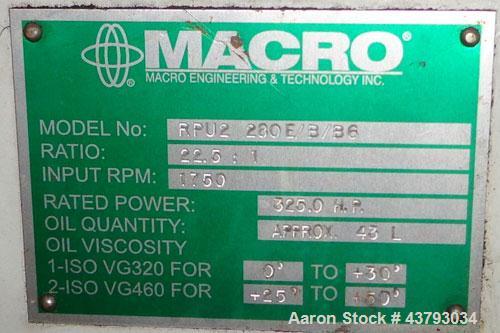 MACRO®
MACRO ENGINEERING & TECHNOLOGY INC.
MODEL No: RPU2 280E/B/B6
RATIO: 22.5 : 1
INPUT RPM: 1750
RATED POWER: 325.0 H.P.
OIL QUANTITY: APPROX. 43 L
OIL VISCOSITY
1-ISO VG320 FOR 0° TO +30°
2-ISO VG460 FOR +25° TO +50°
Aaron Stock # 43793034